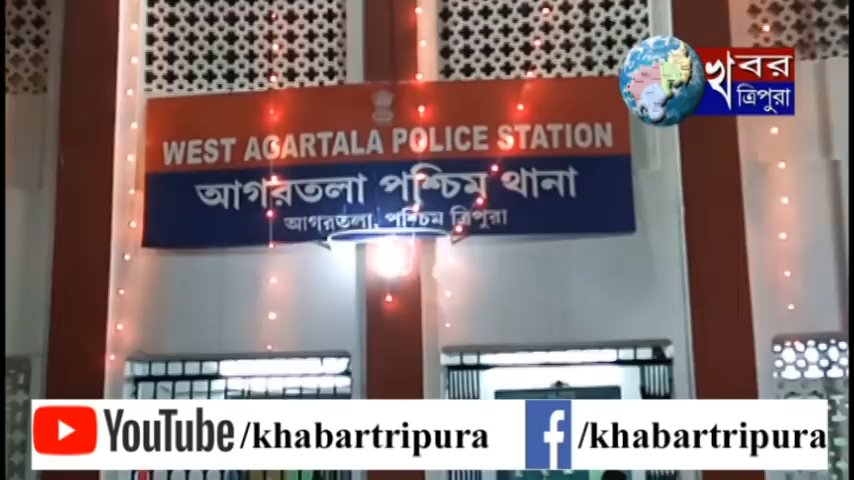 খবর
ত্রিপুরা
WEST AGARTALA POLICE STATION
আগরতলা পশ্চিম থানা
আগরতলা, পশ্চিম ত্রিপুরা
YouTube /khabartripura f /khabartripura